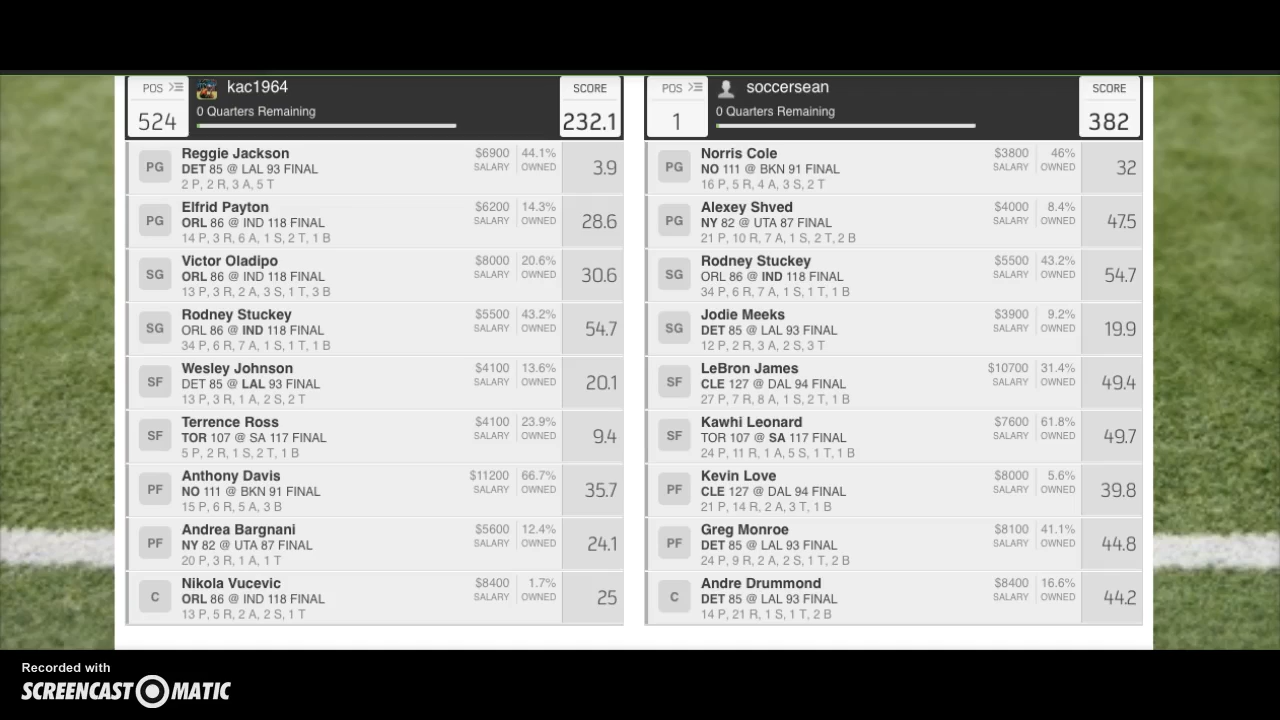 POS
kac1964
SCORE
524
0 Quarters Remaining
232.1
PG
Reggie Jackson
DET 85 @ LAL 93 FINAL
2 P, 2 R, 3 A, 5 T
$6900 44.1%
SALARY OWNED
3.9
PG
Elfrid Payton
ORL 86 @ IND 118 FINAL
14 P, 3 R, 6 A, 1 S, 2 T, 1 B
$6200 14.3%
SALARY OWNED
28.6
SG
Victor Oladipo
ORL 86 @ IND 118 FINAL
13 P, 3 R, 2 A, 3 S, 1 T, 3 B
$8000 20.6%
SALARY OWNED
30.6
SG
Rodney Stuckey
ORL 86 @ IND 118 FINAL
34 P, 6 R, 7 A, 1 S, 1 T, 1 B
$5500 43.2%
SALARY OWNED
54.7
SF
Wesley Johnson
DET 85 @ LAL 93 FINAL
13 P, 3 R, 1 A, 2 S, 2 T
$4100 13.6%
SALARY OWNED
20.1
SF
Terrence Ross
TOR 107 @ SA 117 FINAL
5 P, 2 R, 1 S, 2 T, 1 B
$4100 23.9%
SALARY OWNED
9.4
PF
Anthony Davis
NO 111 @ BKN 91 FINAL
15 P, 6 R, 5 A, 3 B
$11200 66.7%
SALARY OWNED
35.7
PF
Andrea Bargnani
NY 82 @ UTA 87 FINAL
20 P, 3 R, 1 A, 1 T
$5600 12.4%
SALARY OWNED
24.1
C
Nikola Vucevic
ORL 86 @ IND 118 FINAL
13 P, 5 R, 2 A, 2 S, 1 T
$8400 1.7%
SALARY OWNED
25
POS
soccersean
SCORE
1
0 Quarters Remaining
382
PG
Norris Cole
NO 111 @ BKN 91 FINAL
16 P, 5 R, 4 A, 3 S, 2 T
$3800 46%
SALARY OWNED
32
PG
Alexey Shved
NY 82 @ UTA 87 FINAL
21 P, 10 R, 7 A, 1 S, 2 T, 2 B
$4000 8.4%
SALARY OWNED
47.5
SG
Rodney Stuckey
ORL 86 @ IND 118 FINAL
34 P, 6 R, 7 A, 1 S, 1 T, 1 B
$5500 43.2%
SALARY OWNED
54.7
SG
Jodie Meeks
DET 85 @ LAL 93 FINAL
12 P, 2 R, 3 A, 2 S, 3 T
$3900 9.2%
SALARY OWNED
19.9
SF
LeBron James
CLE 127 @ DAL 94 FINAL
27 P, 7 R, 8 A, 1 S, 2 T, 1 B
$10700 31.4%
SALARY OWNED
49.4
SF
Kawhi Leonard
TOR 107 @ SA 117 FINAL
24 P, 11 R, 1 A, 5 S, 1 T, 1 B
$7600 61.8%
SALARY OWNED
49.7
PF
Kevin Love
CLE 127 @ DAL 94 FINAL
21 P, 14 R, 2 A, 3 T, 1 B
$8000 5.6%
SALARY OWNED
39.8
PF
Greg Monroe
DET 85 @ LAL 93 FINAL
24 P, 9 R, 2 A, 2 S, 1 T, 2 B
$8100 41.1%
SALARY OWNED
44.8
C
Andre Drummond
DET 85 @ LAL 93 FINAL
14 P, 21 R, 1 S, 1 T, 2 B
$8400 16.6%
SALARY OWNED
44.2
Recorded with
SCREENCAST MATIC